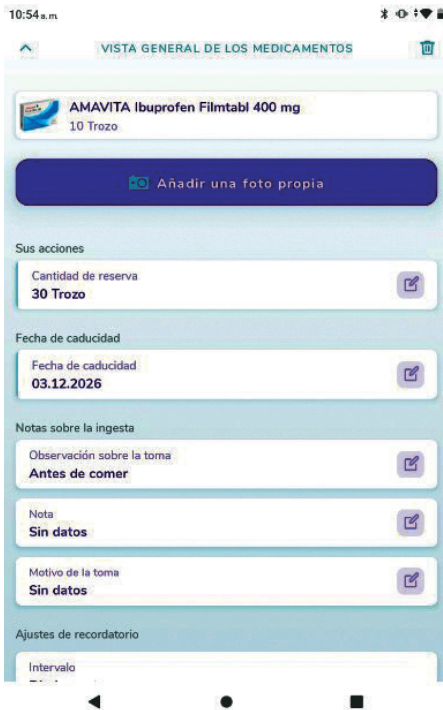 10:54 a. m.
VISTA GENERAL DE LOS MEDICAMENTOS
AMAVITA Ibuprofen Filmtabl 400 mg
10 Trozo
Añadir una foto propia
Sus acciones
Cantidad de reserva
30 Trozo
Fecha de caducidad
Fecha de caducidad
03.12.2026
Notas sobre la ingesta
Observación sobre la toma
Antes de comer
Nota
Sin datos
Motivo de la toma
Sin datos
Ajustes de recordatorio
Intervalo